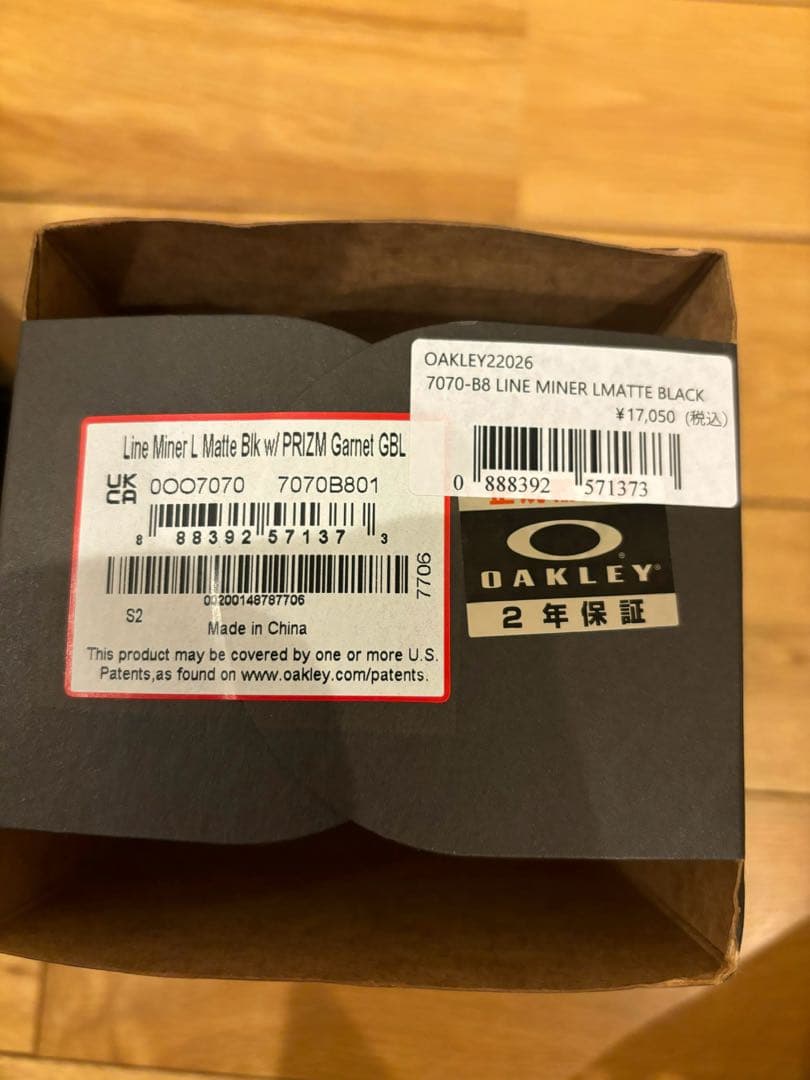 OAKLEY22026
7070-B8 LINE MINER LMATTE BLACK
¥17,050 (税込)
0 888392 571373
Line Miner L Matte Blk w/ PRIZM Garnet GBL
UK
CA
0OO7070 7070B801
8 88392 57137 3
00200148787706
7706
S2
Made in China
This product may be covered by one or more U.S.
Patents,as found on www.oakley.com/patents.
OAKLEY®
2年保証